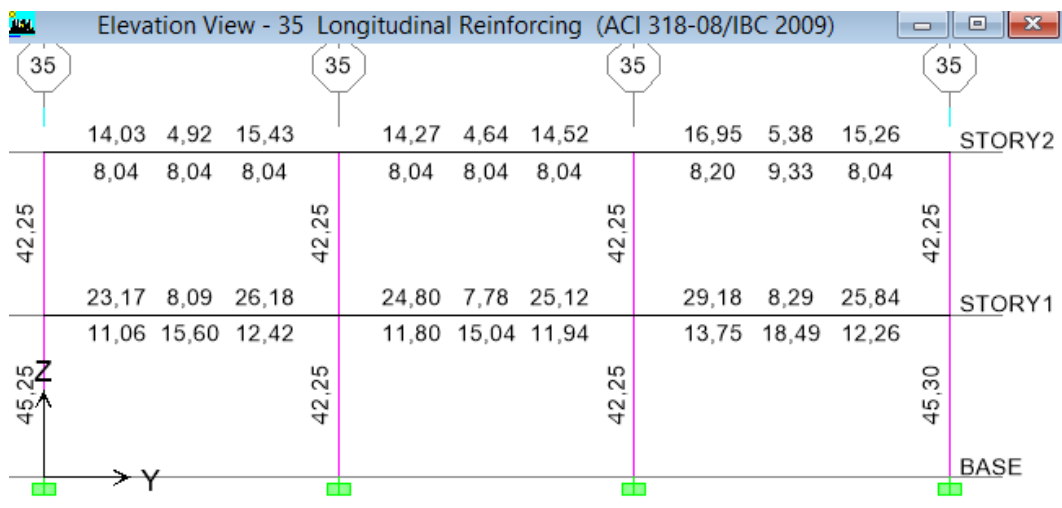 Elevation View - 35 Longitudinal Reinforcing (ACI 318-08/IBC 2009)
35 35 35 35
14,03 4,92 15,43 14,27 4,64 14,52 16,95 5,38 15,26 STORY2
8,04 8,04 8,04 8,04 8,04 8,04 8,20 9,33 8,04
42,25 42,25 42,25 42,25
23,17 8,09 26,18 24,80 7,78 25,12 29,18 8,29 25,84 STORY1
11,06 15,60 12,42 11,80 15,04 11,94 13,75 18,49 12,26
45,25 42,25 42,25 45,30
Z
Y
BASE